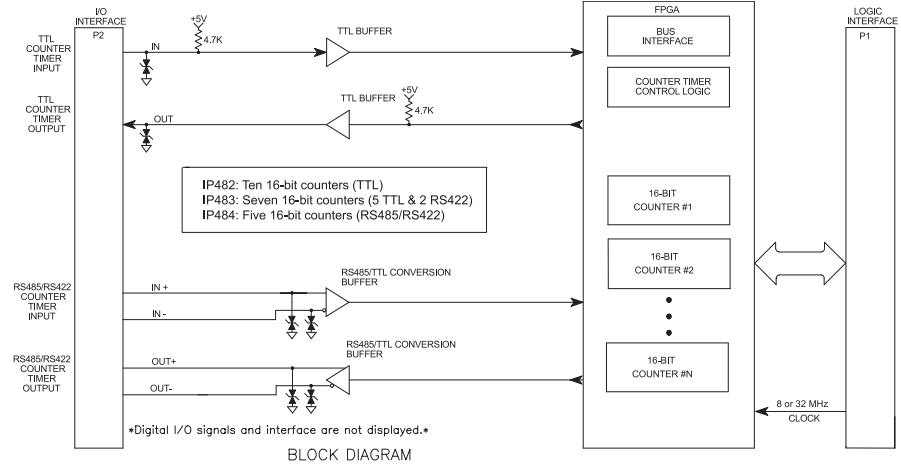 I/O
INTERFACE
P2
FPGA
LOGIC
INTERFACE
P1
TTL
COUNTER
TIMER
INPUT
IN
+5V
4.7K
TTL BUFFER
BUS
INTERFACE
COUNTER TIMER
CONTROL LOGIC
TTL
COUNTER
TIMER
OUTPUT
OUT
TTL BUFFER
+5V
4.7K
IP482: Ten 16-bit counters (TTL)
IP483: Seven 16-bit counters (5 TTL & 2 RS422)
IP484: Five 16-bit counters (RS485/RS422)
16-BIT
COUNTER #1
16-BIT
COUNTER #2
RS485/RS422
COUNTER
TIMER
INPUT
IN +
IN -
RS485/TTL CONVERSION
BUFFER
RS485/RS422
COUNTER
TIMER
OUTPUT
OUT+
OUT-
RS485/TTL CONVERSION
BUFFER
16-BIT
COUNTER #N
8 or 32 MHz
CLOCK
*Digital I/O signals and interface are not displayed.*
BLOCK DIAGRAM